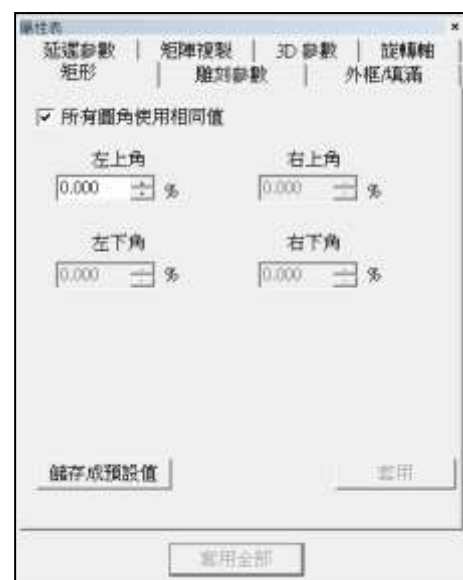 屬性表 ×
延遲參數 | 矩陣複製 | 3D 參數 | 旋轉軸
矩形 | 雕刻參數 | 外框/填滿
所有圓角使用相同值
左上角 右上角
0.000 % 0.000 %
左下角 右下角
0.000 % 0.000 %
儲存成預設值 套用
套用全部